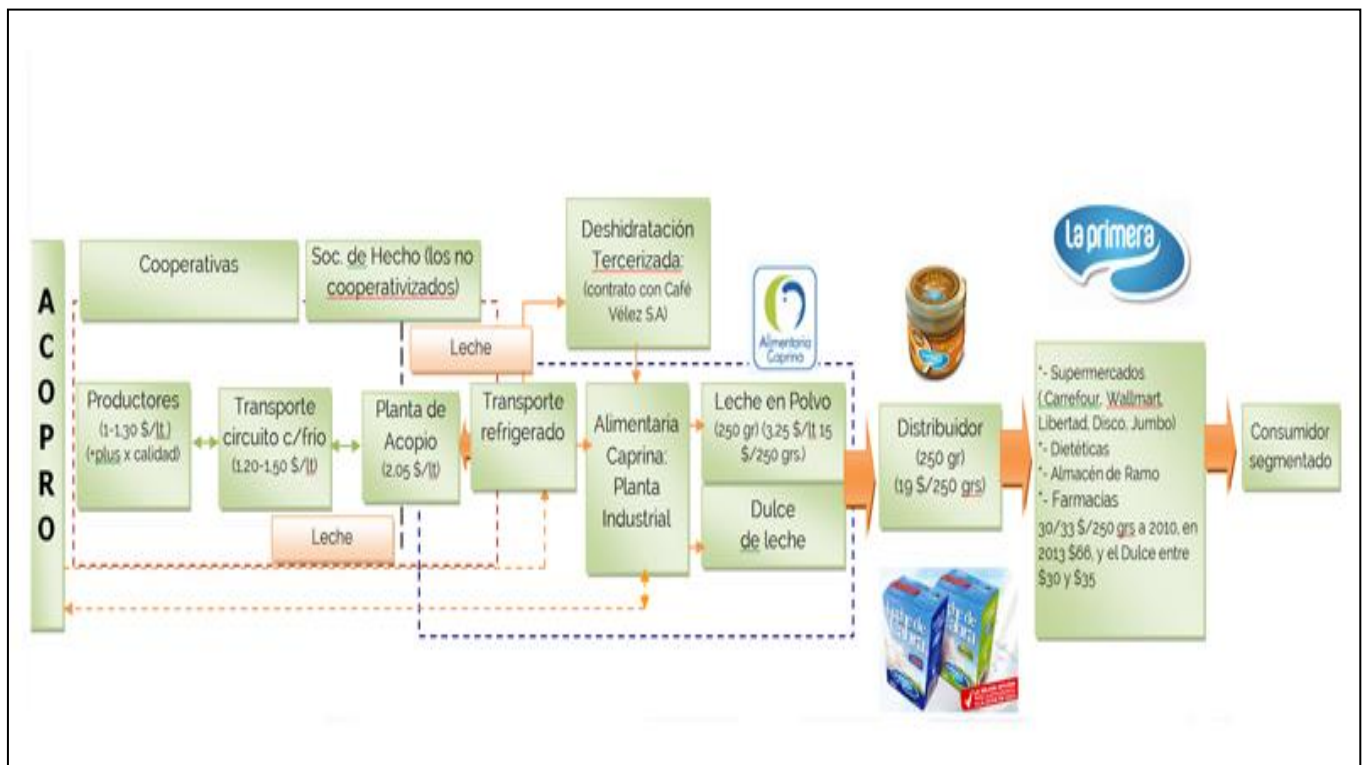 ACOPRO
Cooperativas
Soc. de Hecho (los no
cooperativizados)
Leche
Deshidratación
Tercerizada:
(contrato con Café
Vélez S.A)
Alimentaria
Caprina
La primera
Productores
(1-1,30 $/lt.)
(+plus x calidad)
Transporte
circuito c/frio
(1.20-1.50 $/lt)
Planta de
Acopio
(2.05 $/lt)
Transporte
refrigerado
Alimentaria
Caprina:
Planta
Industrial
Leche en Polvo
(250 gr) (3.25 $/lt 15
$/250 grs.)
Dulce
de leche
Leche
Distribuidor
(250 gr)
(19 $/250 grs)
*- Supermercados
(Carrefour, Wallmart,
Libertad, Disco, Jumbo)
*- Dietéticas
*- Almacén de Ramo
*- Farmacias
30/33 $/250 grs a 2010, en
2013 $66, y el Dulce entre
$30 y $35
Consumidor
segmentado